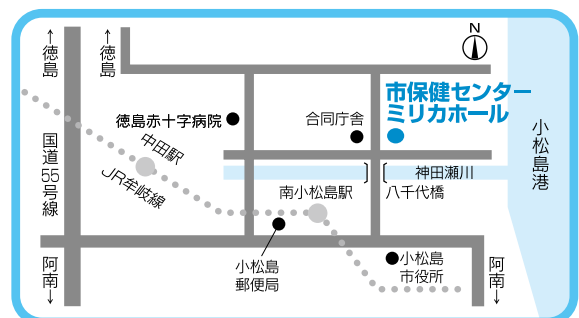 N
↑徳島
↑徳島
市保健センター
ミリカホール
徳島赤十字病院
合同庁舎
小松島港
中田駅
国道55号線
JR牟岐線
神田瀬川
南小松島駅
八千代橋
阿南↓
小松島
郵便局
小松島
市役所
阿南↓